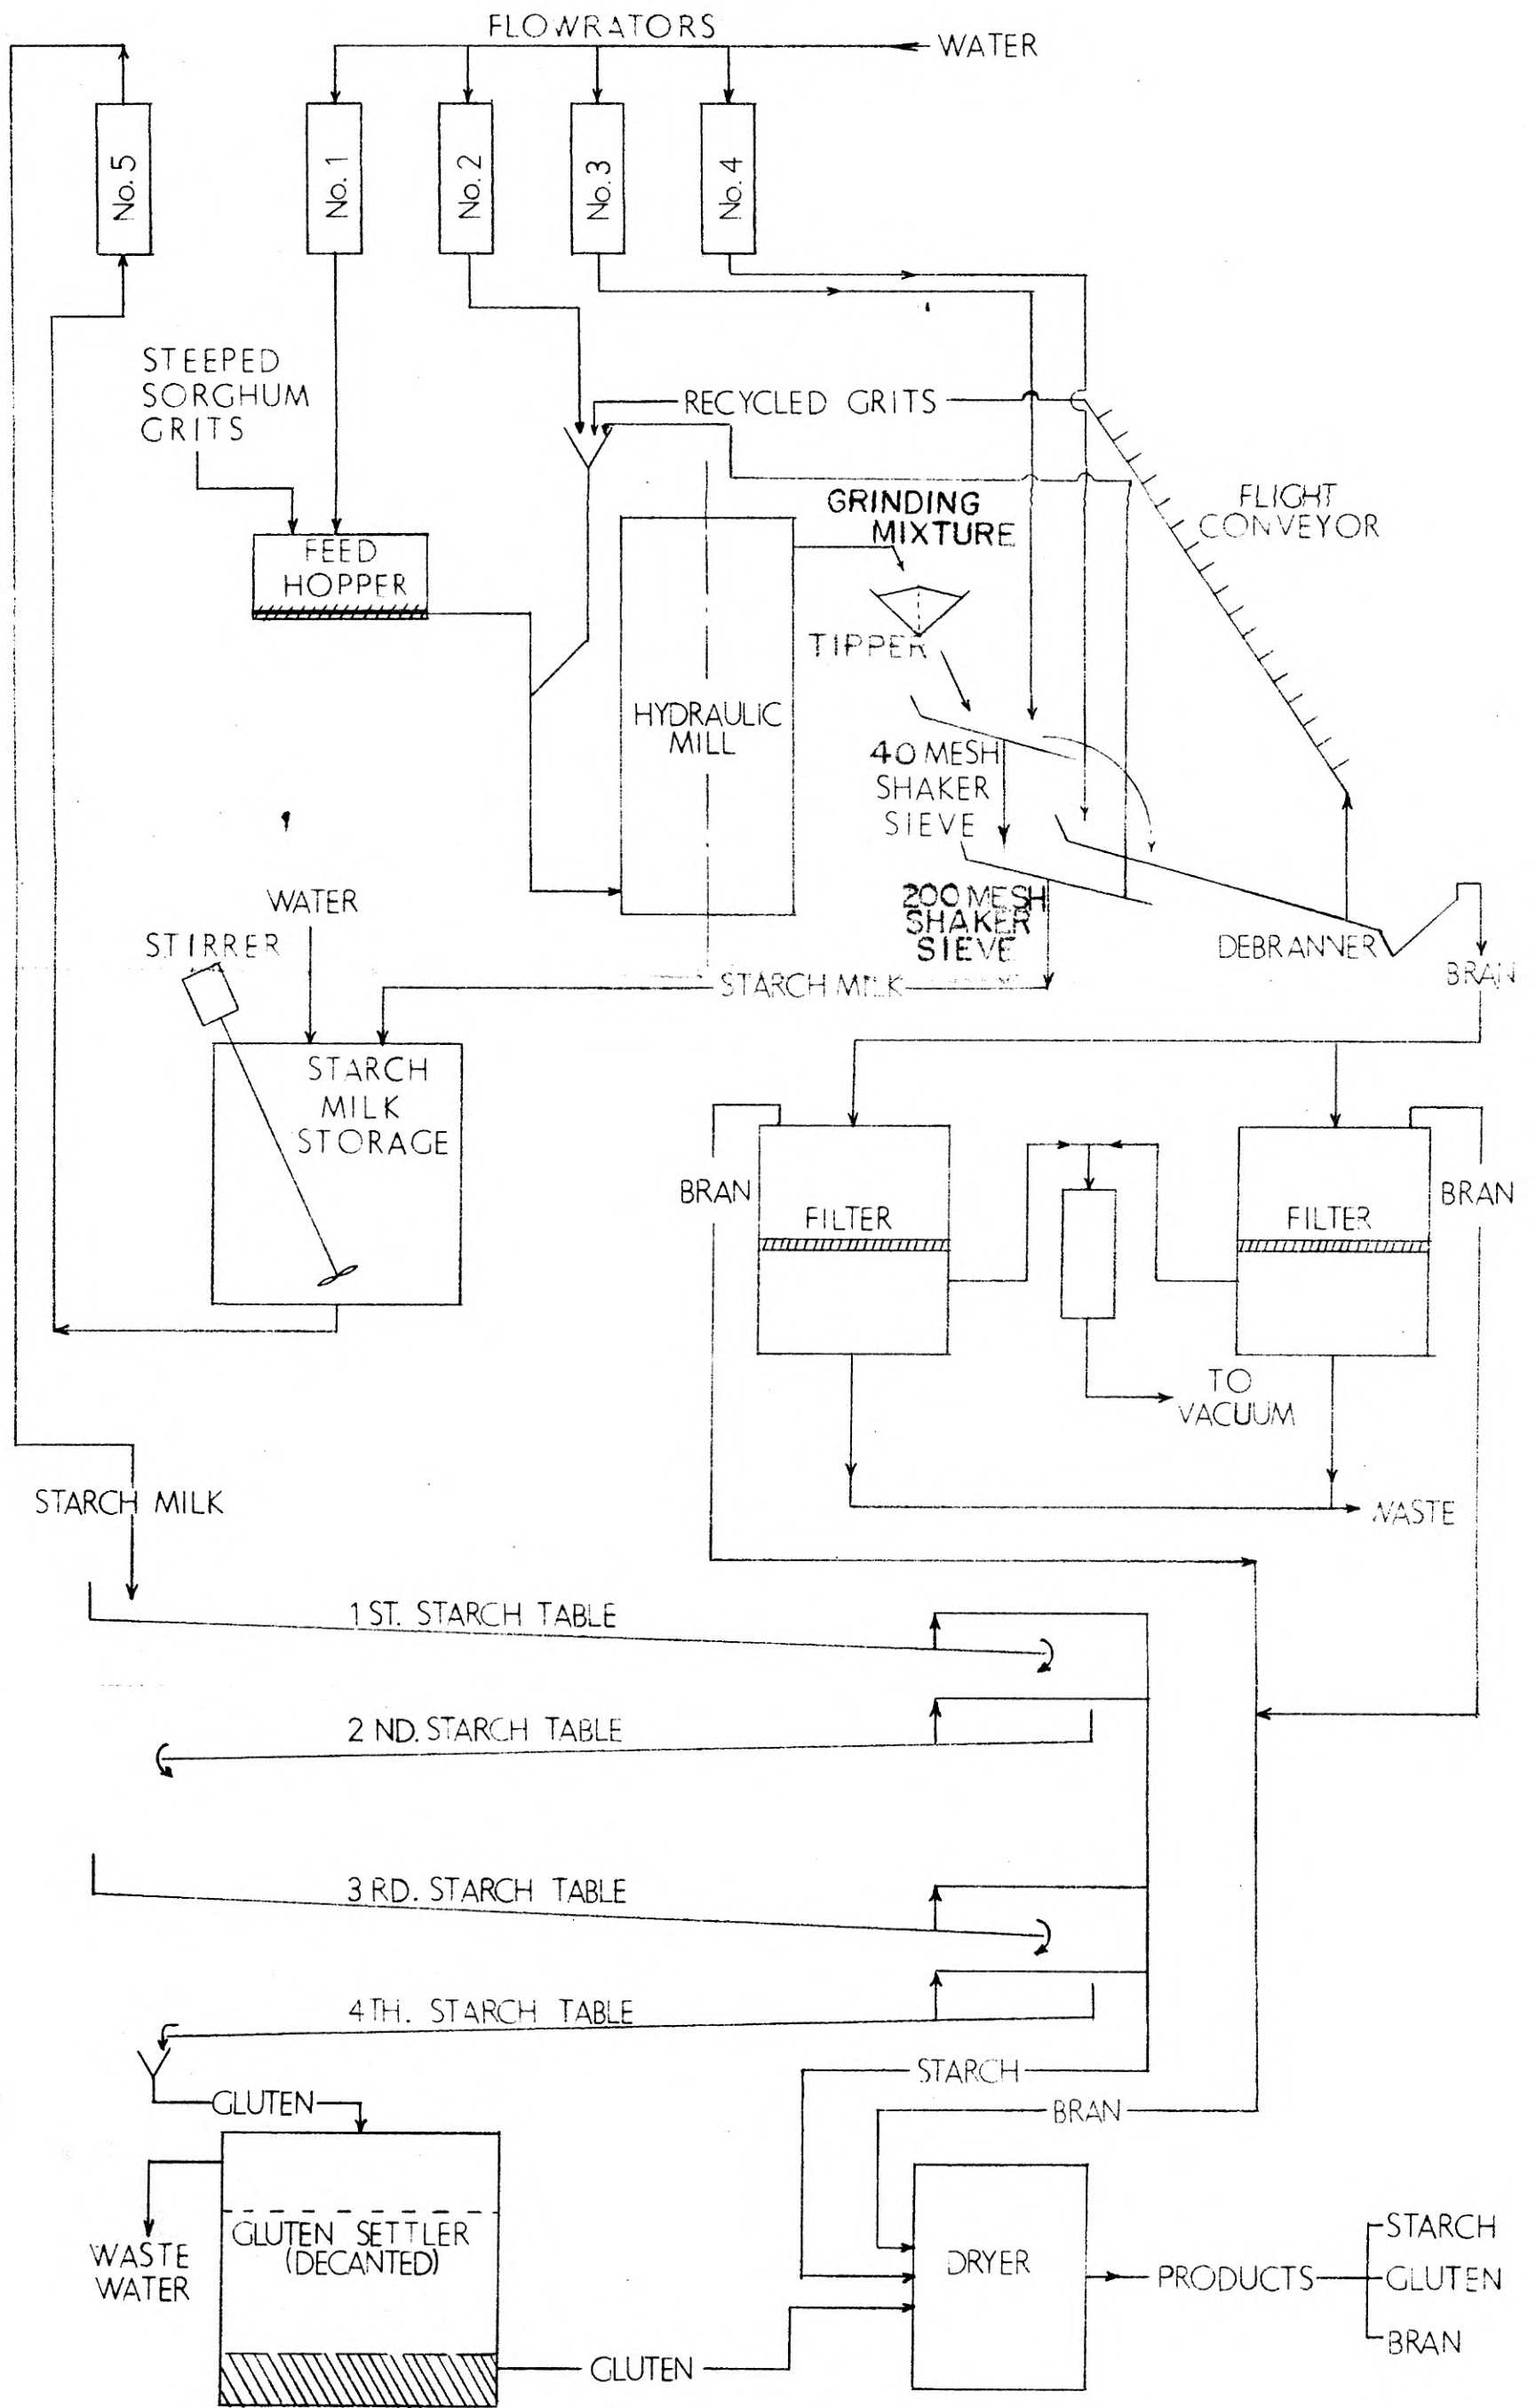 FLOWRATORS
WATER
No. 5
No. 1
No. 2
No. 3
No. 4
STEEPED
SORGHUM
GRITS
RECYCLED GRITS
FLIGHT
CONVEYOR
GRINDING
MIXTURE
FEED
HOPPER
TIPPER
HYDRAULIC
MILL
40 MESH
SHAKER
SIEVE
WATER
200 MESH
SHAKER
SIEVE
STIRRER
DEBRANNER
BRAN
STARCH MILK
STARCH
MILK
STORAGE
BRAN
FILTER
FILTER
BRAN
TO
VACUUM
STARCH MILK
WASTE
1 ST. STARCH TABLE
2 ND. STARCH TABLE
3 RD. STARCH TABLE
4 TH. STARCH TABLE
STARCH
GLUTEN
BRAN
GLUTEN SETTLER
(DECANTED)
WASTE
WATER
DRYER
PRODUCTS
STARCH
GLUTEN
BRAN
GLUTEN